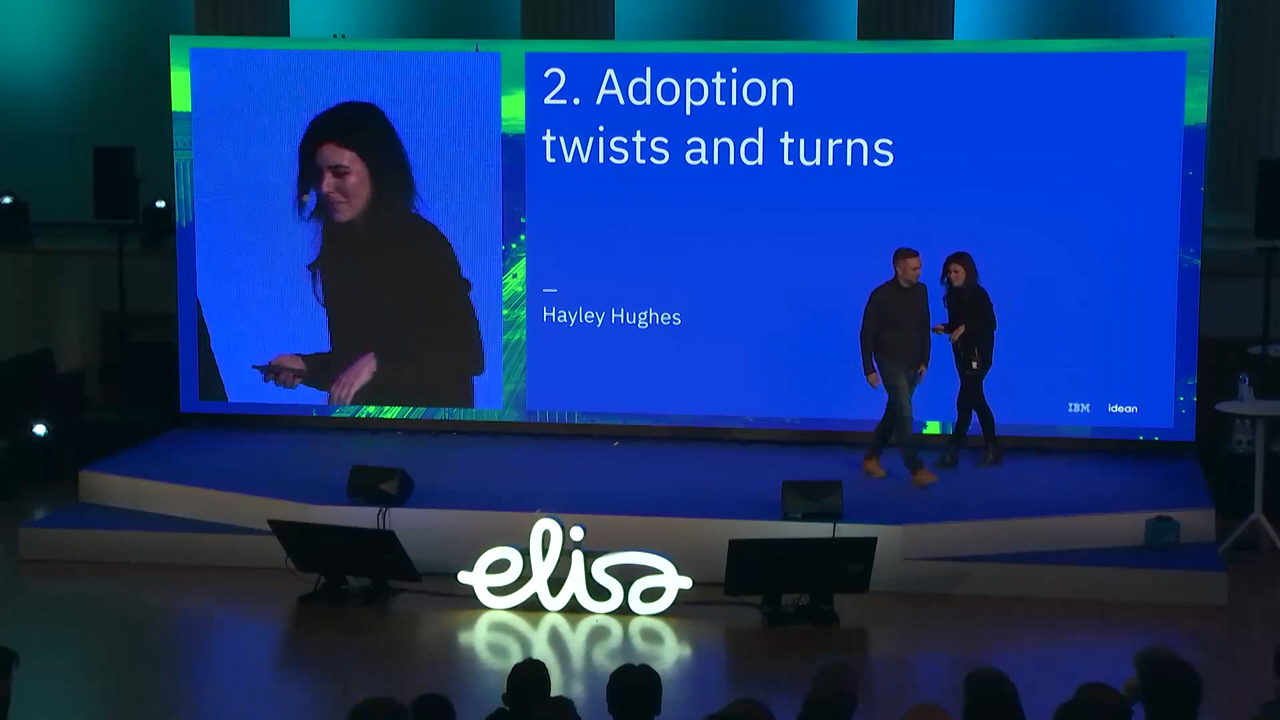 2. Adoption
twists and turns
Hayley Hughes
IBM
idean
elisa